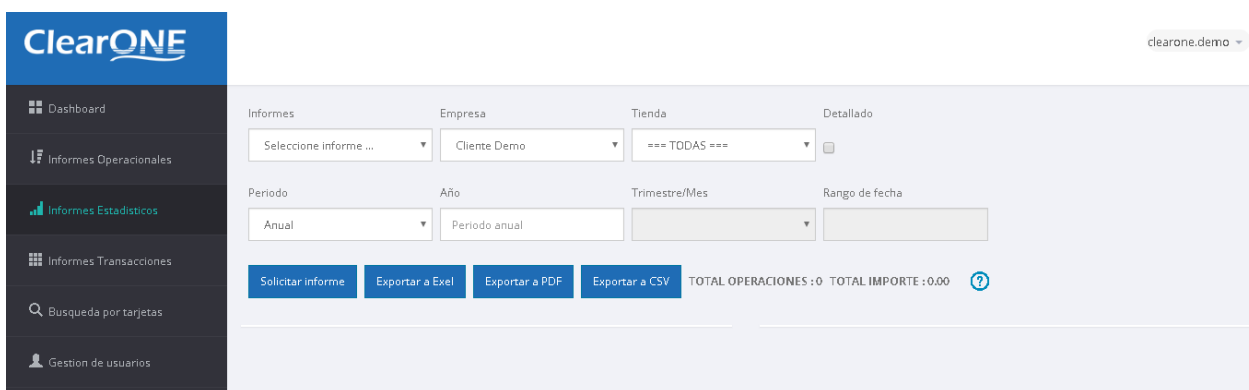 ClearONE
clearone.demo
Dashboard
Informes Operacionales
Informes Estadisticos
Informes Transacciones
Busqueda por tarjetas
Gestion de usuarios
Informes Empresa Tienda Detallado
Seleccione informe ... Cliente Demo === TODAS ===
Periodo Año Trimestre/Mes Rango de fecha
Anual Periodo anual
Solicitar informe Exportar a Exel Exportar a PDF Exportar a CSV TOTAL OPERACIONES : 0 TOTAL IMPORTE : 0.00 ?